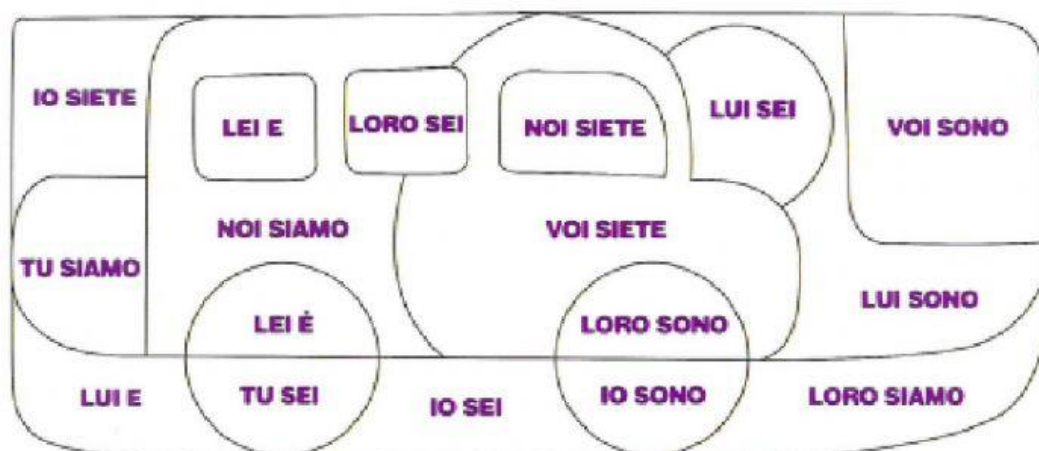 IO SIETE
LEI E
LORO SEI
NOI SIETE
LUI SEI
VOI SONO
NOI SIAMO
VOI SIETE
TU SIAMO
LUI SONO
LEI È
LORO SONO
LUI E
TU SEI
IO SEI
IO SONO
LORO SIAMO